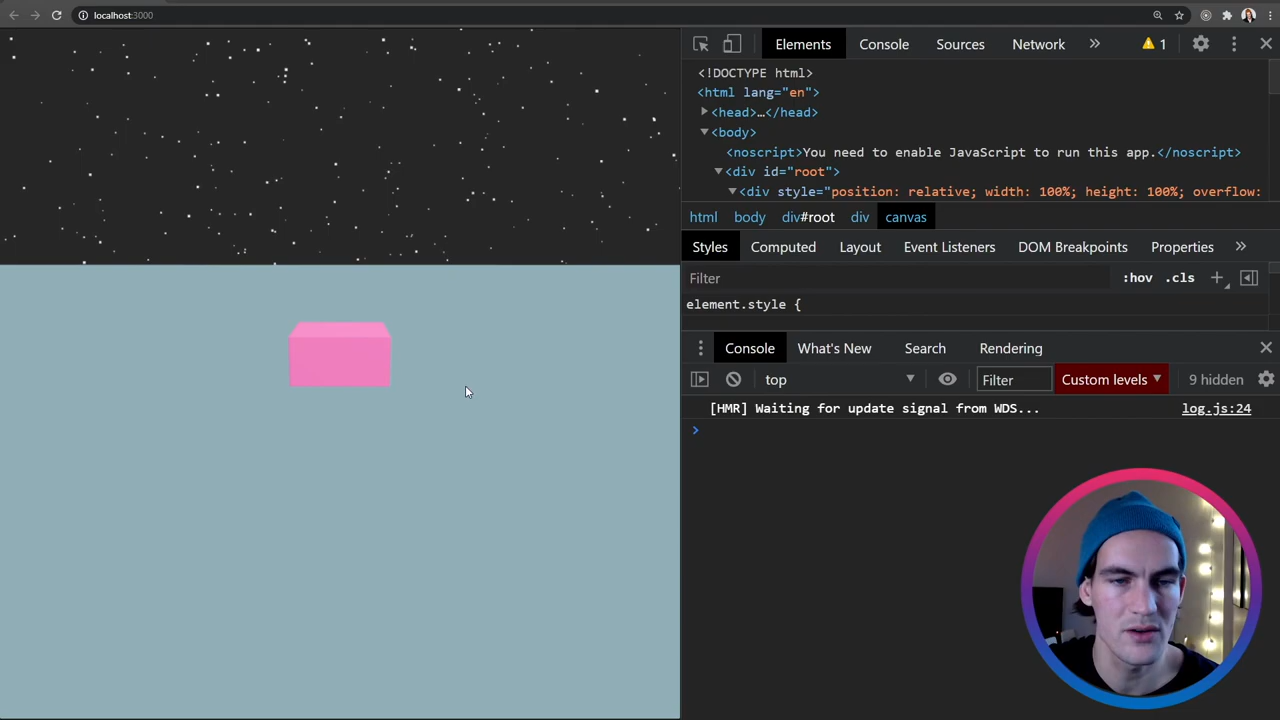 localhost:3000
Elements Console Sources Network » 1
<!DOCTYPE html>
<html lang="en">
<head>…</head>
<body>
<noscript>You need to enable JavaScript to run this app.</noscript>
<div id="root">
<div style="position: relative; width: 100%; height: 100%; overflow:
html body div#root div canvas
Styles Computed Layout Event Listeners DOM Breakpoints Properties »
Filter :hov .cls +
element.style {
Console What's New Search Rendering
top Filter Custom levels 9 hidden
[HMR] Waiting for update signal from WDS... log.js:24
>